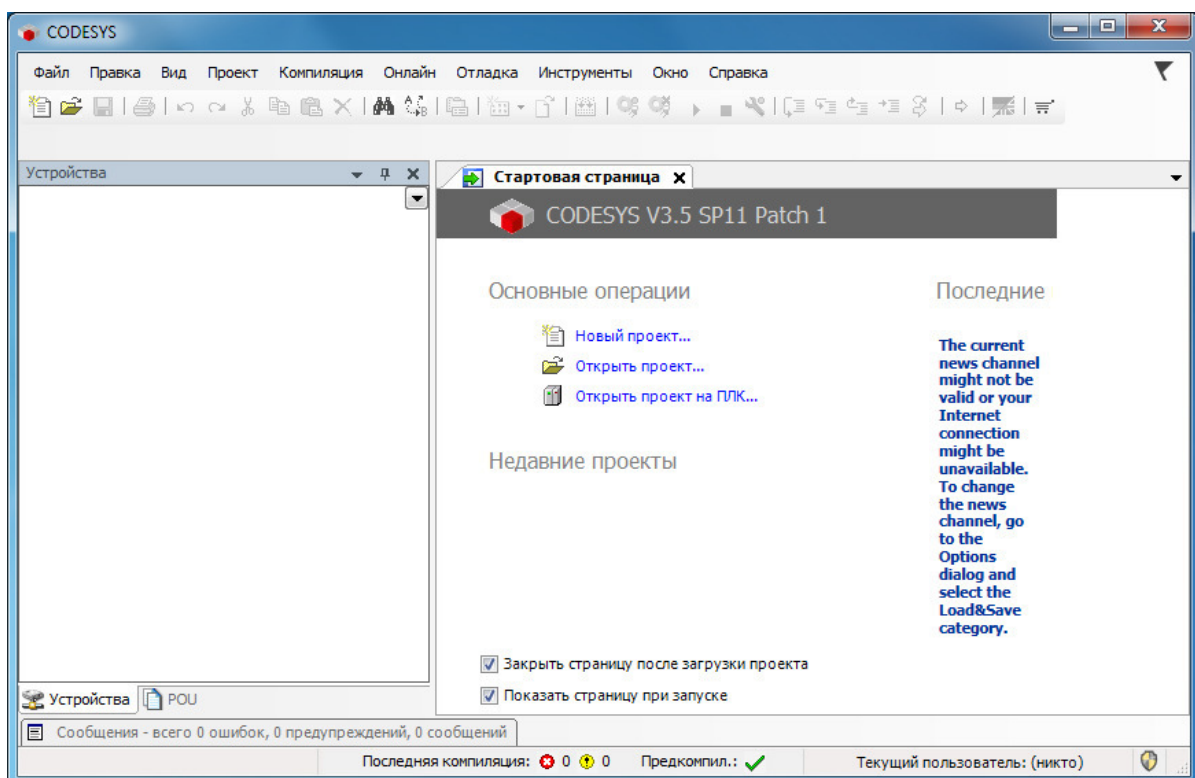 CODESYS
Файл Правка Вид Проект Компиляция Онлайн Отладка Инструменты Окно Справка
Устройства
Стартовая страница
CODESYS V3.5 SP11 Patch 1
Основные операции
Новый проект...
Открыть проект...
Открыть проект на ПЛК...
Недавние проекты
Последние
The current
news channel
might not be
valid or your
Internet
connection
might be
unavailable.
To change
the news
channel, go
to the
Options
dialog and
select the
Load&Save
category.
Закрыть страницу после загрузки проекта
Показать страницу при запуске
Устройства POU
Сообщения - всего 0 ошибок, 0 предупреждений, 0 сообщений
Последняя компиляция: 0 0 Предкомпил.: Текущий пользователь: (никто)